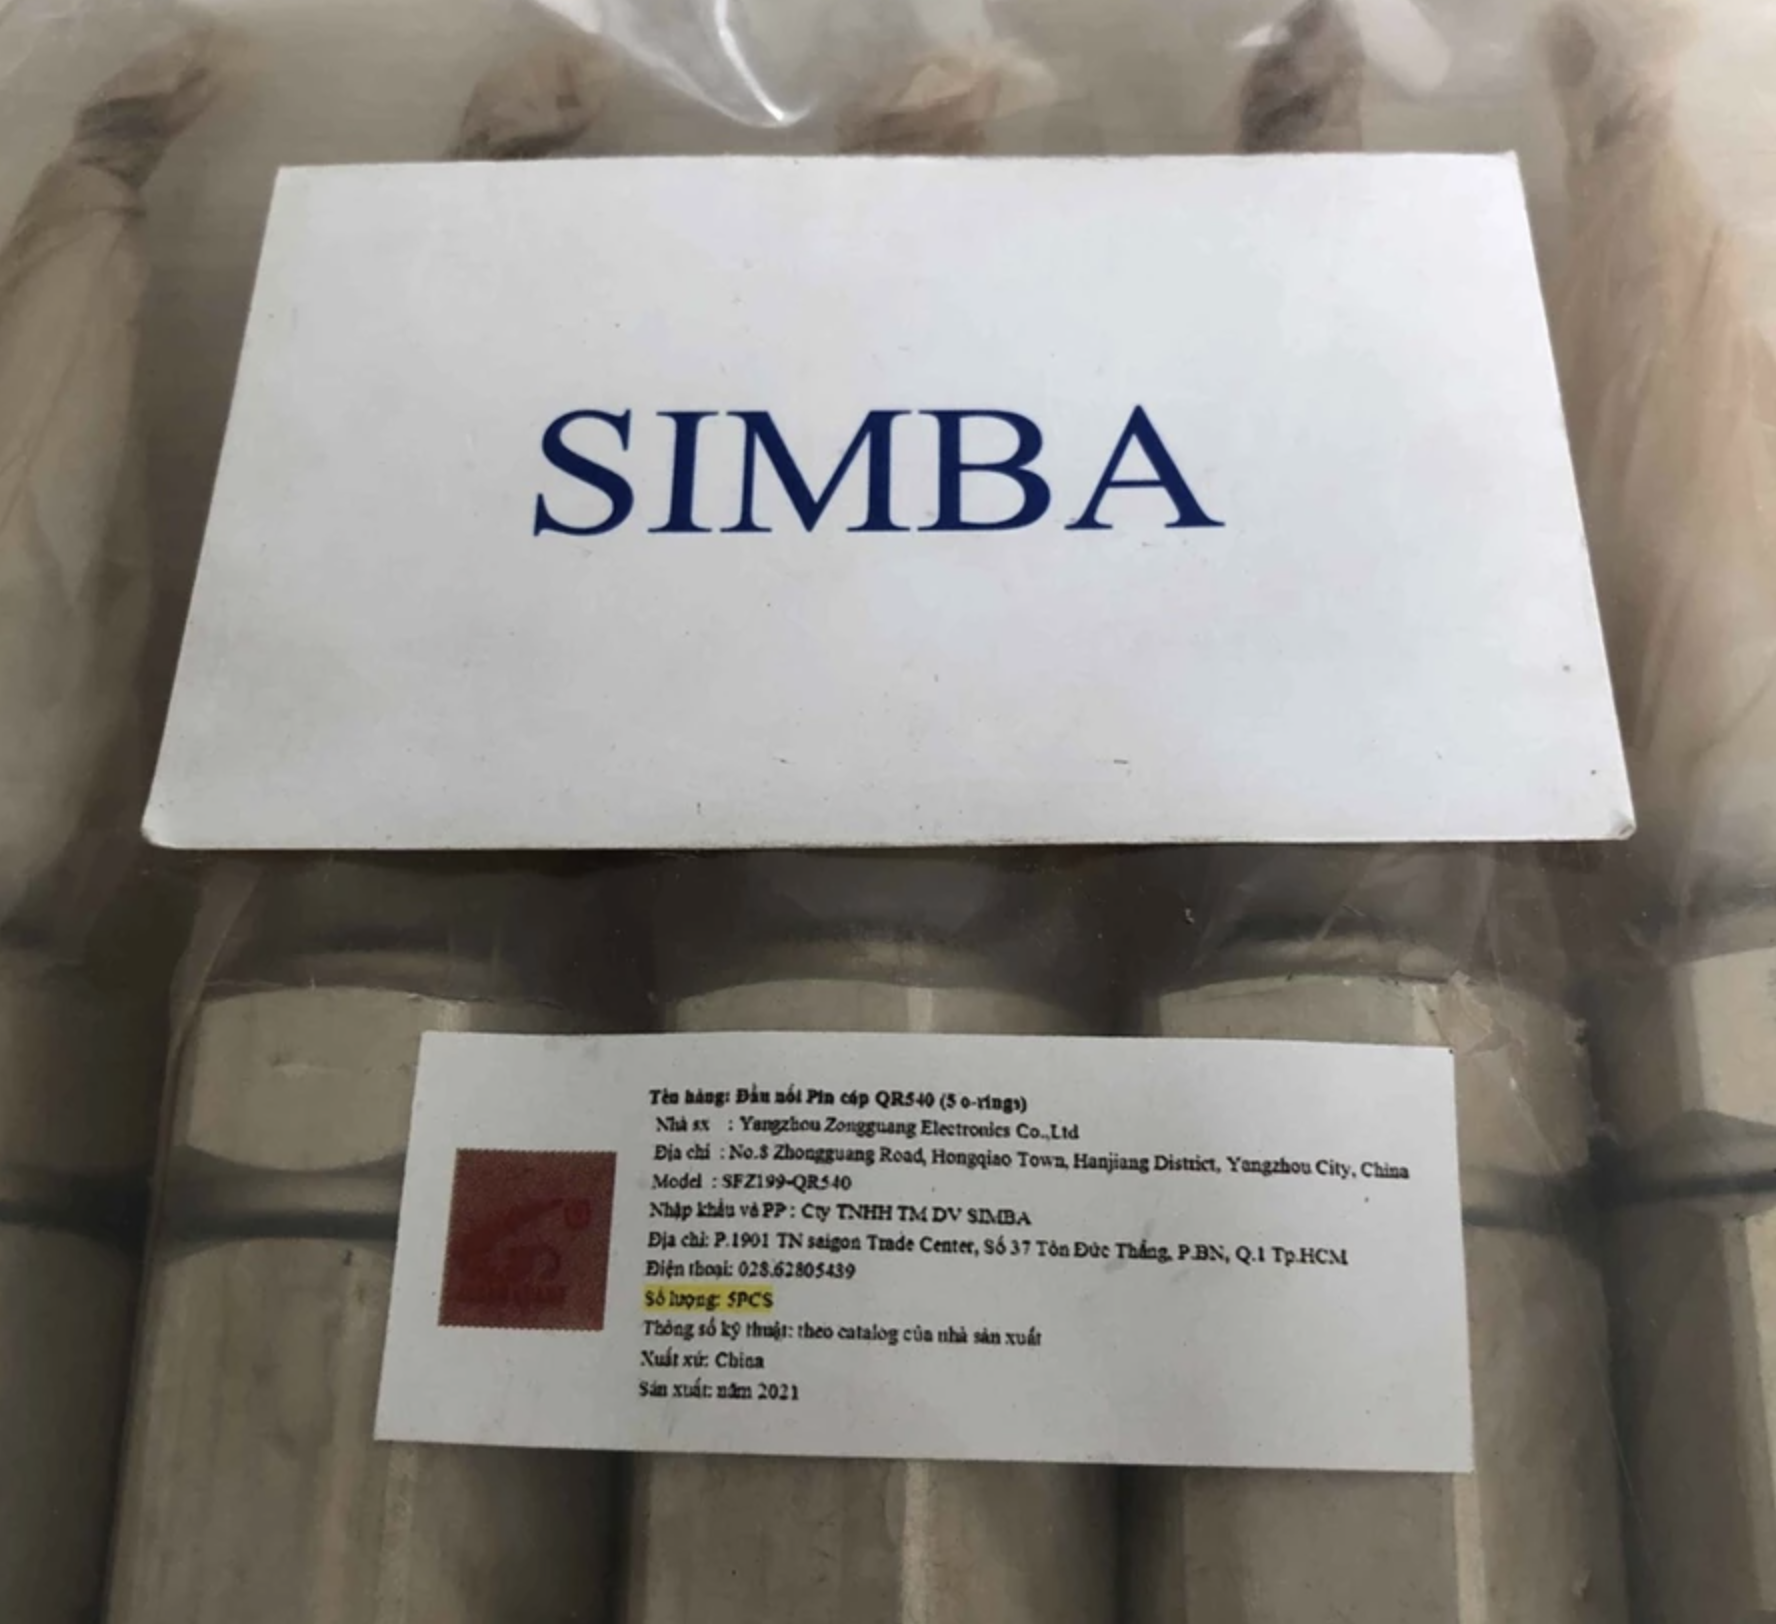 SIMBA
Tên hàng: Đầu nối Pin cáp QR540 (5 o-rings)
Nhà sx : Yangzhou Zongguang Electronics Co.,Ltd
Địa chỉ : No.8 Zhongguang Road, Hongqiao Town, Hanjiang District, Yangzhou City, China
Model : SFZ199-QR540
Nhập khẩu và PP : Cty TNHH TM DV SIMBA
Địa chỉ: P.1901 TN saigon Trade Center, Số 37 Tôn Đức Thắng, P.BN, Q.1 Tp.HCM
Điện thoại: 028.62805439
Số lượng: 5PCS
Thông số kỹ thuật: theo catalog của nhà sản xuất
Xuất xứ: China
Sản xuất: năm 2021